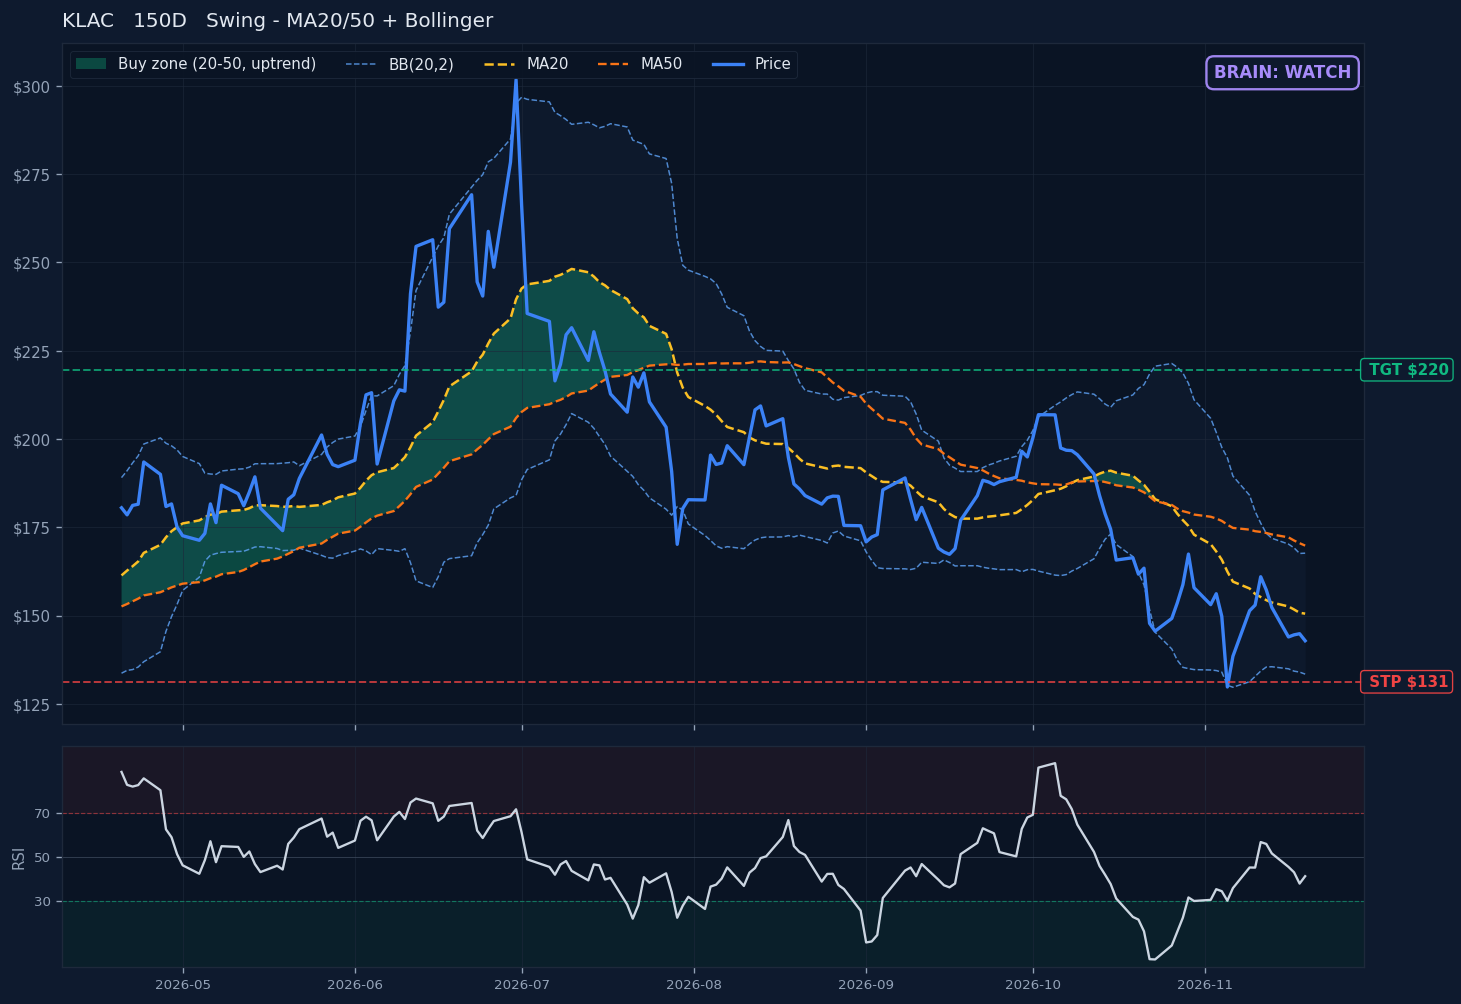 KLAC   150D   Swing - MA20/50 + Bollinger
Buy zone (20-50, uptrend)
BB(20,2)
MA20
MA50
Price
BRAIN: WATCH
$300
$275
$250
$225
$200
$175
$150
$125
TGT $220
STP $131
RSI
70
50
30
2026-05
2026-06
2026-07
2026-08
2026-09
2026-10
2026-11